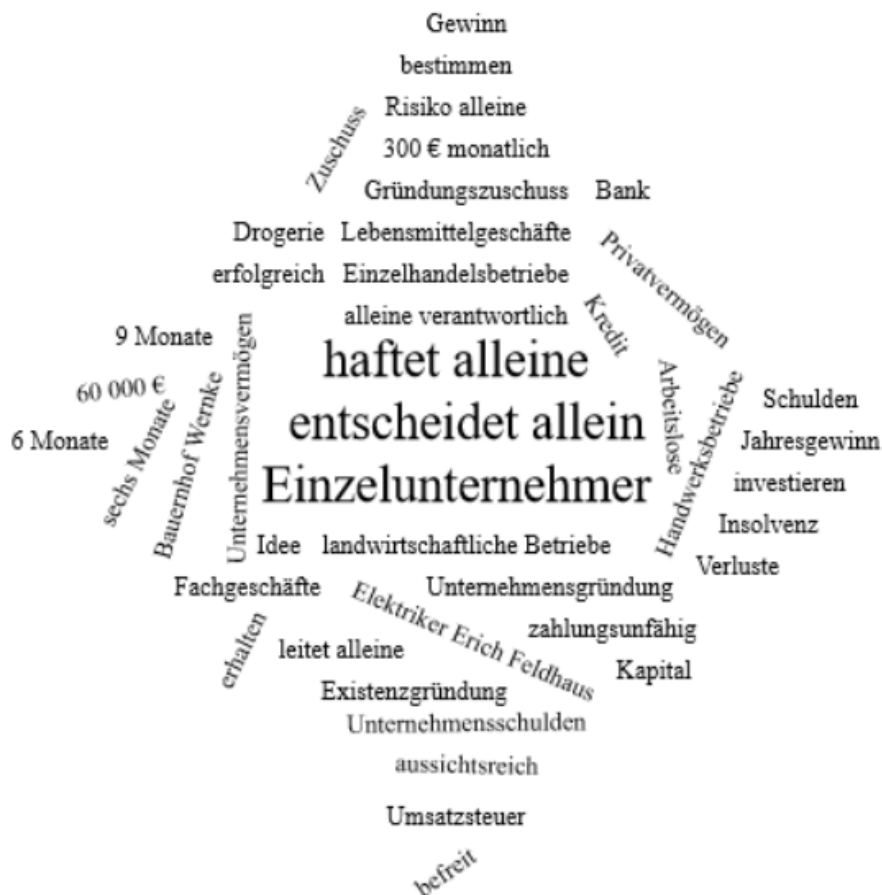 Gewinn
bestimmen
Risiko alleine
Zuschuss
300 € monatlich
Gründungszuschuss
Bank
Drogerie
Lebensmittelgeschäfte
Privatvermögen
erfolgreich
Einzelhandelsbetriebe
alleine verantwortlich
Kredit
9 Monate
Unternehmensvermögen
haftet alleine
60 000 €
Arbeitslose
Handwerksbetriebe
Schulden
sechs Monate
Bauernhof Wernke
entscheidet allein
6 Monate
Jahresgewinn
Einzelunternehmer
investieren
Insolvenz
Idee
landwirtschaftliche Betriebe
Verluste
Fachgeschäfte
Elektriker Erich Feldhaus
Unternehmensgründung
erhalten
zahlungsunfähig
leitet alleine
Kapital
Existenzgründung
Unternehmensschulden
aussichtsreich
Umsatzsteuer
befreit